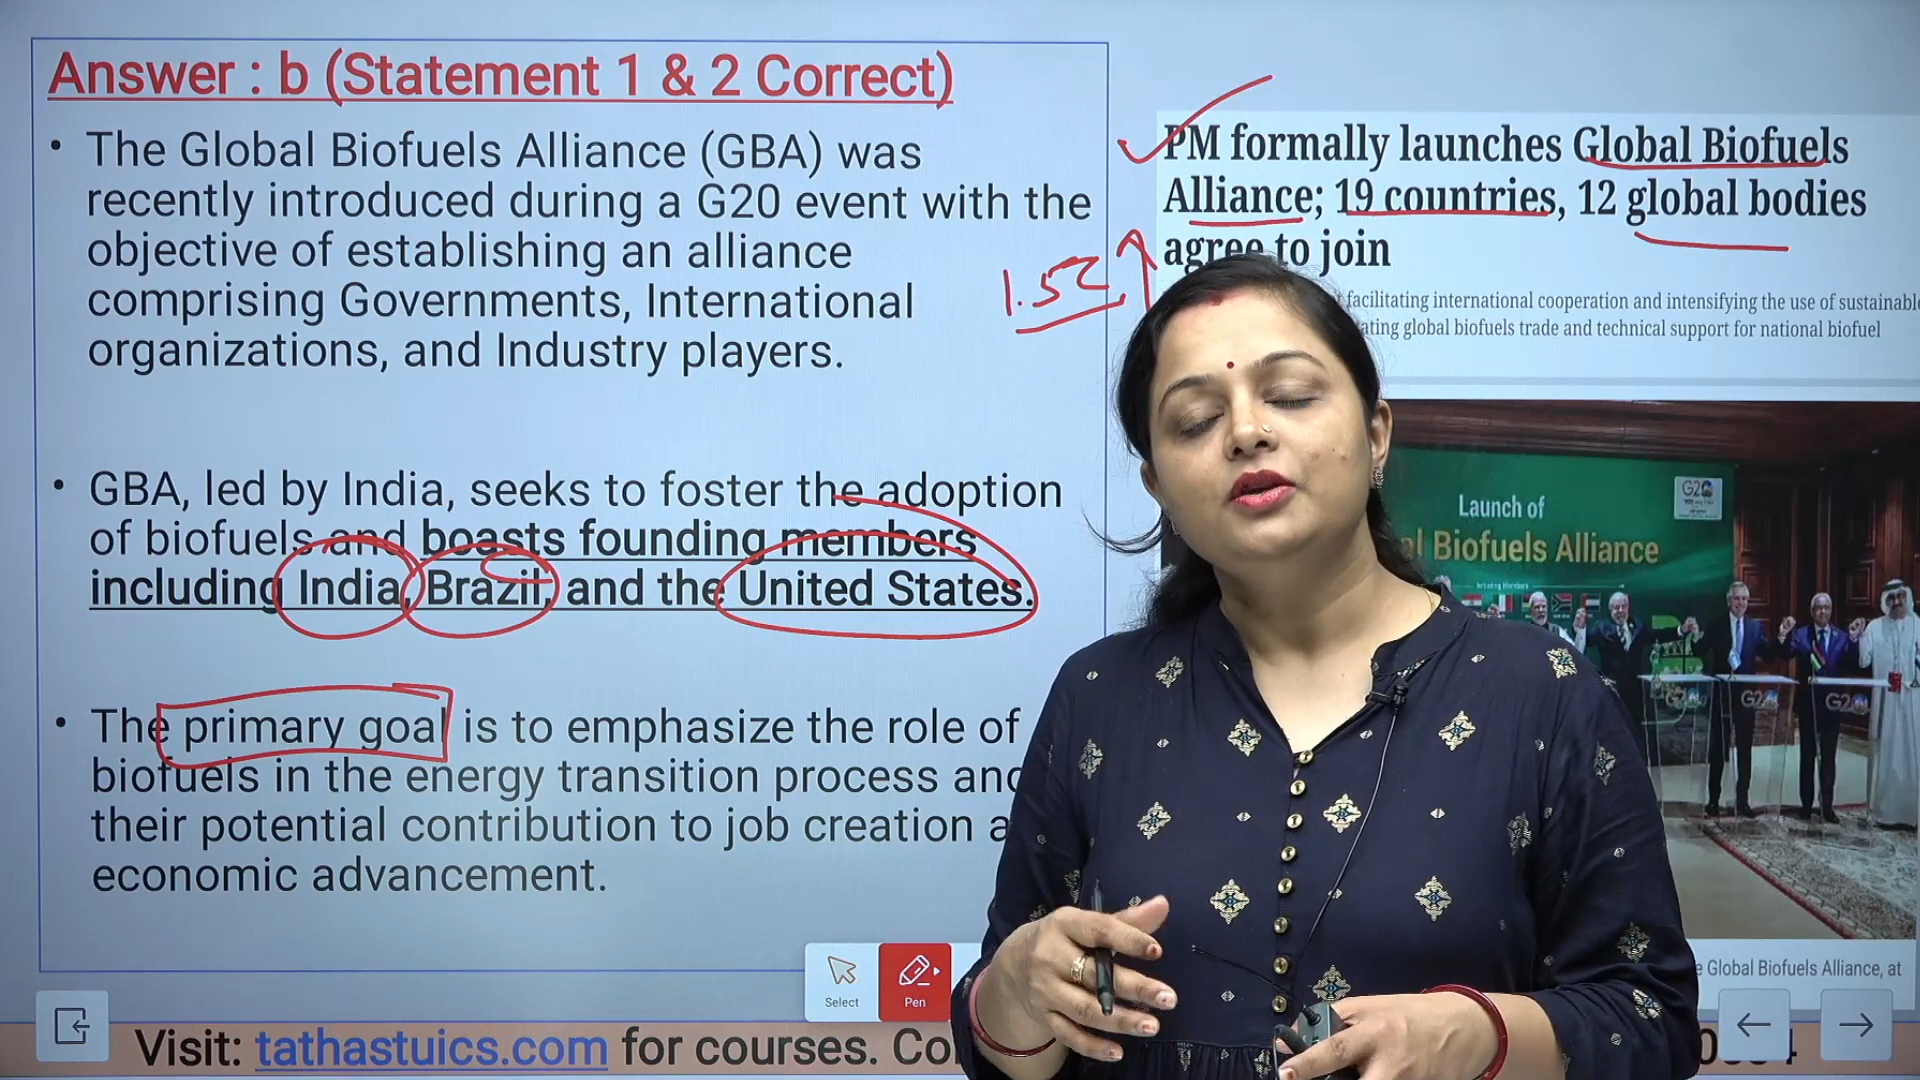 Answer : b (Statement 1 & 2 Correct)
• The Global Biofuels Alliance (GBA) was
recently introduced during a G20 event with the
objective of establishing an alliance
comprising Governments, International
organizations, and Industry players.
• GBA, led by India, seeks to foster the adoption
of biofuels and boasts founding members
including India, Brazil, and the United States.
• The primary goal is to emphasize the role of
biofuels in the energy transition process and
their potential contribution to job creation a
economic advancement.
PM formally launches Global Biofuels
Alliance; 19 countries, 12 global bodies
agree to join
1.5
facilitating international cooperation and intensifying the use of sustainable
ating global biofuels trade and technical support for national biofuel
Launch of
Biofuels Alliance
G20
G20
G20
e Global Biofuels Alliance, at
Select
Pen
Visit: tathastuics.com for courses. Co